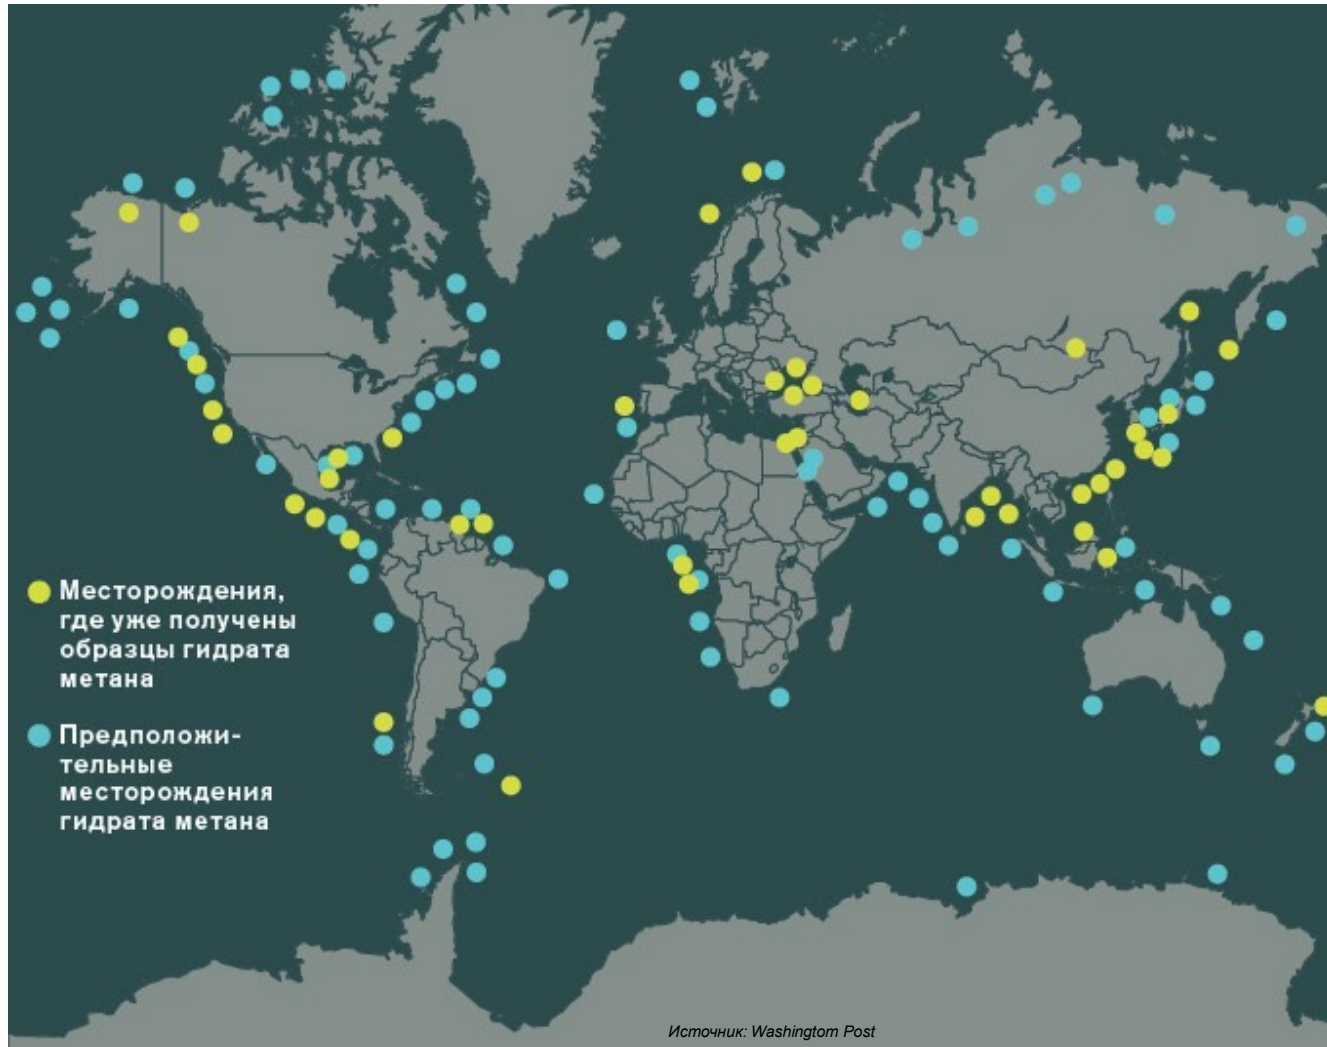 Месторождения,
где уже получены
образцы гидрата
метана
Предположи-
тельные
месторождения
гидрата метана
Источник: Washingtom Post